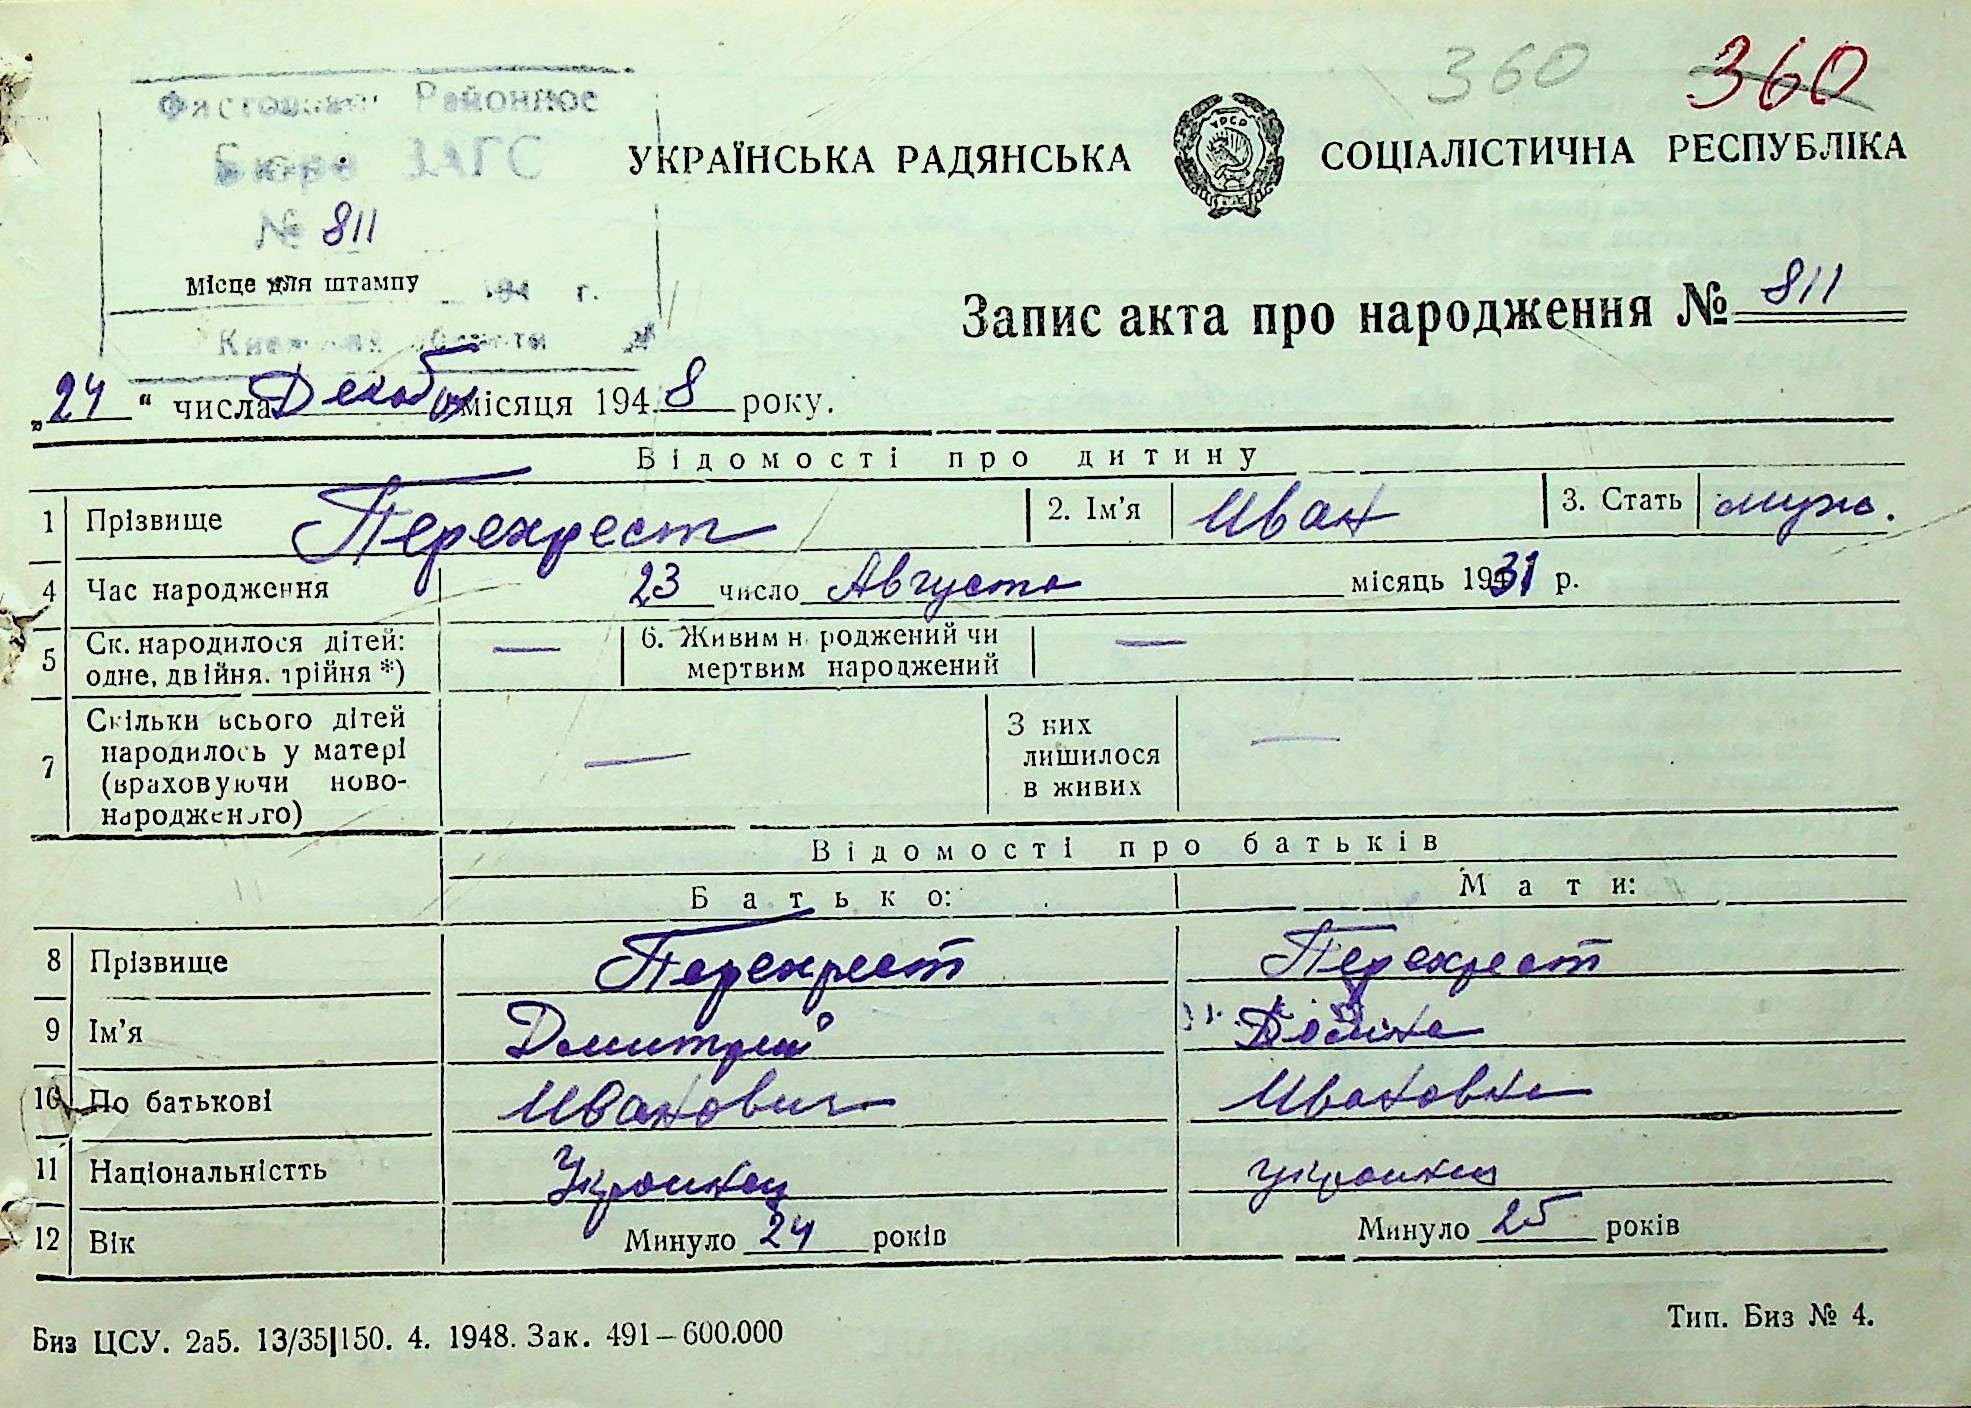 360 360
Районное
Бюро ЗАГС
УКРАЇНСЬКА РАДЯНСЬКА СОЦІАЛІСТИЧНА РЕСПУБЛІКА
УРСР
№ 811
Місце для штампу г.
Запис акта про народження № 811
области
„24“ числа Декабря місяця 1948 року.
Відомості про дитину
1 Прізвище Перехрест 2. Ім'я Иван 3. Стать муж.
4 Час народження 23 число Августа місяць 1931 р.
5 Ск. народилося дітей: одне, двійня, трійня *) — 6. Живим народжений чи мертвим народжений —
7 Скільки всього дітей народилось у матері (враховуючи ново-народженого) — З них лишилося в живих —
Відомості про батьків
Батько: Мати:
8 Прізвище Перехрест Перехрест
9 Ім'я Дмитрий
10 По батькові Иванович Ивановна
11 Національністть Украинец украинка
12 Вік Минуло 24 років Минуло 25 років
Биз ЦСУ. 2а5. 13/35|150. 4. 1948. Зак. 491—600.000 Тип. Биз № 4.